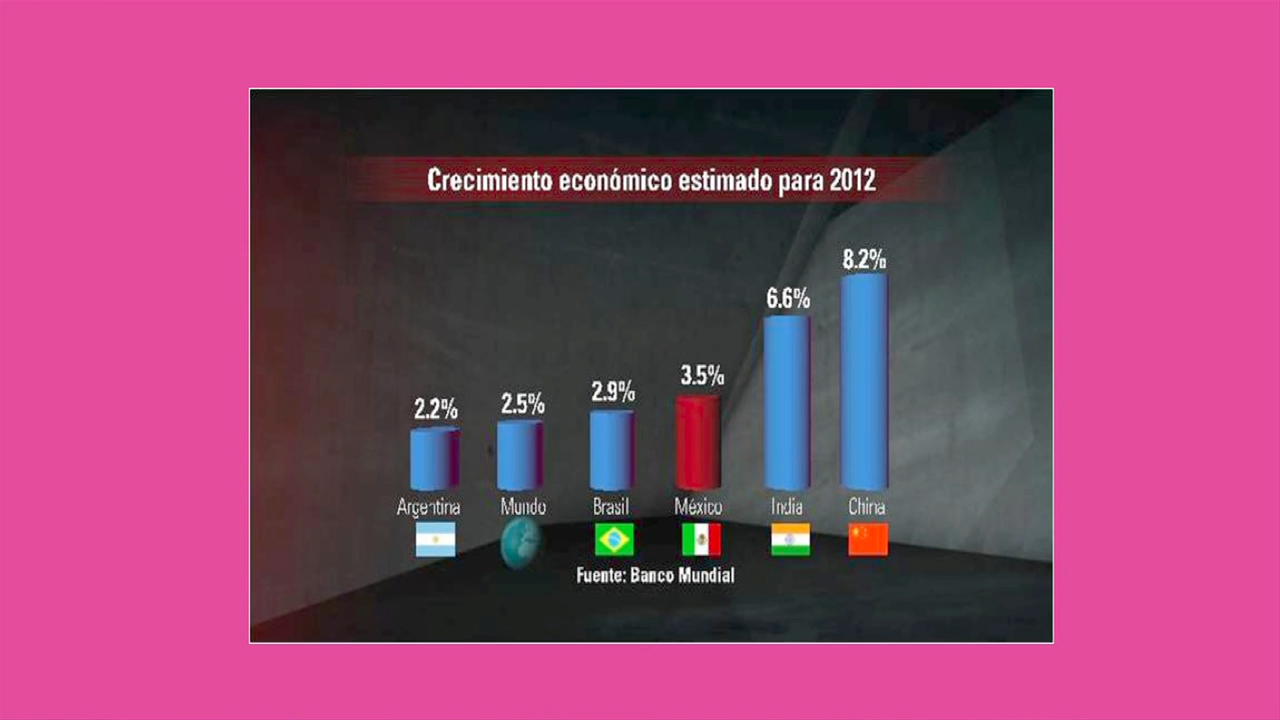 Crecimiento económico estimado para 2012
2.2% 2.5% 2.9% 3.5% 6.6% 8.2%
Argentina Mundo Brasil México India China
Fuente: Banco Mundial